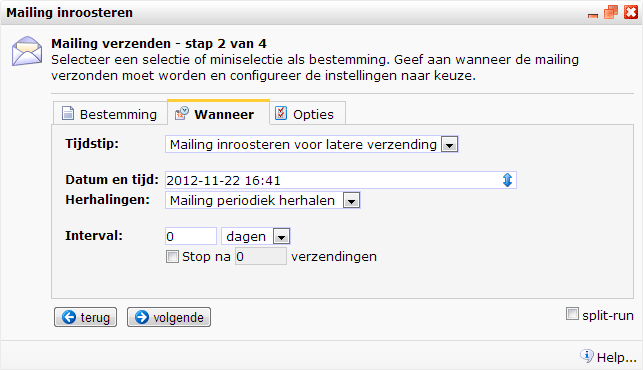 Mailing inroosteren
Mailing verzenden - stap 2 van 4
Selecteer een selectie of miniselectie als bestemming. Geef aan wanneer de mailing
verzonden moet worden en configureer de instellingen naar keuze.
Bestemming Wanneer Opties
Tijdstip: Mailing inroosteren voor latere verzending
Datum en tijd: 2012-11-22 16:41
Herhalingen: Mailing periodiek herhalen
Interval: 0 dagen
Stop na 0 verzendingen
terug volgende split-run
Help...